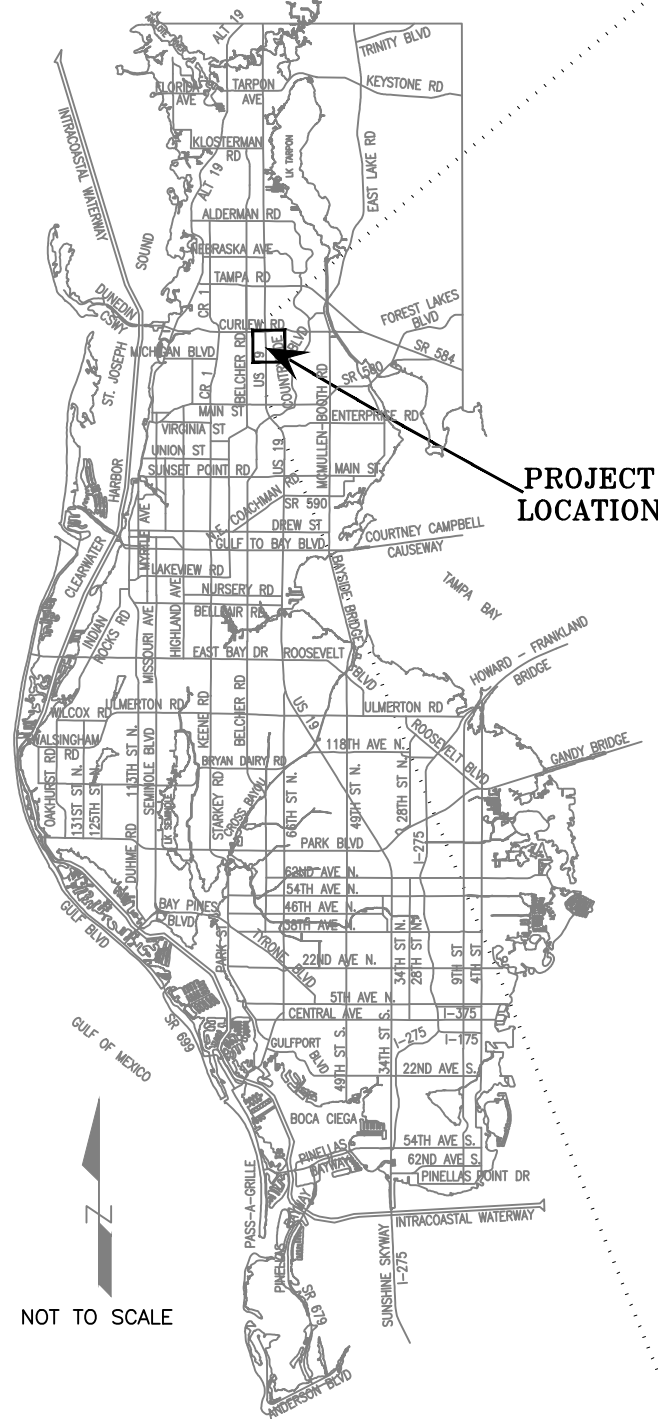 ALT 19
TRINITY BLVD
KEYSTONE RD
FLORIDA
AVE
TARPON
AVE
KLOSTERMAN
RD
LK TARPON
EAST LAKE RD
INTRACOASTAL WATERWAY
ALT 19
ALDERMAN RD
NEBRASKA AVE
TAMPA RD
SOUND
CR 1
DUNEDIN
CSWY
CURLEW RD
FOREST LAKES
BLVD
SR 584
MICHIGAN BLVD
ST. JOSEPH
CR 1
BELCHER RD
US 19
COUNTRYSIDE BLVD
SR 580
MAIN ST
ENTERPRISE RD
VIRGINIA ST
MCMULLEN-BOOTH RD
UNION ST
US 19
SUNSET POINT RD
MAIN ST
HARBOR
PROJECT
LOCATION
SR 590
N.E. COACHMAN RD
DREW ST
MYRTLE AVE
GULF TO BAY BLVD
COURTNEY CAMPBELL
CAUSEWAY
CLEARWATER
LAKEVIEW RD
BAYSIDE BRIDGE
TAMPA BAY
NURSERY RD
HIGHLAND AVE
MISSOURI AVE
BELLEAIR RD
INDIAN
ROCKS RD
EAST BAY DR
ROOSEVELT
BLVD
HOWARD - FRANKLAND
BRIDGE
ULMERTON RD
WILCOX RD
ULMERTON RD
US 19
KEENE RD
BELCHER RD
WALSINGHAM
RD
118TH AVE N.
ROOSEVELT BLVD
GANDY BRIDGE
OAKHURST RD
131ST ST N.
125TH ST N.
113TH ST N.
SEMINOLE BLVD
LK SEMINOLE
BRYAN DAIRY RD
STARKEY RD
CROSS BAYOU
66TH ST N.
49TH ST N.
28TH ST N.
I-275
DUHME RD
PARK BLVD
62ND AVE N.
54TH AVE N.
46TH AVE N.
38TH AVE N.
BAY PINES
BLVD
GULF BLVD
PARK ST
TYRONE BLVD
22ND AVE N.
34TH ST N.
28TH ST N.
9TH ST
4TH ST
5TH AVE N.
CENTRAL AVE
I-375
I-175
I-275
SR 699
GULF OF MEXICO
GULFPORT
BLVD
49TH ST S.
34TH ST S.
22ND AVE S.
BOCA CIEGA
54TH AVE S.
PINELLAS
BAYWAY
62ND AVE S.
PINELLAS POINT DR
PASS-A-GRILLE
PINELLAS
BAYWAY
INTRACOASTAL WATERWAY
SUNSHINE SKYWAY
I-275
SR 679
ANDERSON BLVD
N
NOT TO SCALE